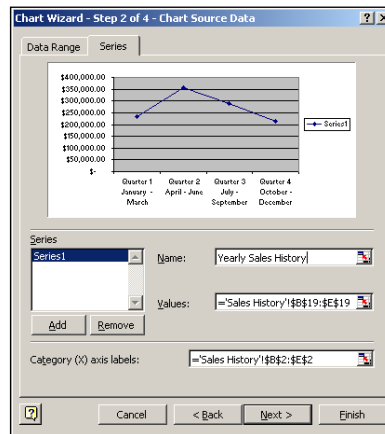 Chart Wizard - Step 2 of 4 - Chart Source Data
Data Range Series
$400,000.00
$350,000.00
$300,000.00
$250,000.00
$200,000.00
$150,000.00
$100,000.00
$50,000.00
$-
Quarter 1 January - March
Quarter 2 April - June
Quarter 3 July - September
Quarter 4 October - December
Series1
Series
Series1
Name: Yearly Sales History
Values: ='Sales History'!$B$19:$E$19
Add Remove
Category (X) axis labels: ='Sales History'!$B$2:$E$2
Cancel < Back Next > Finish